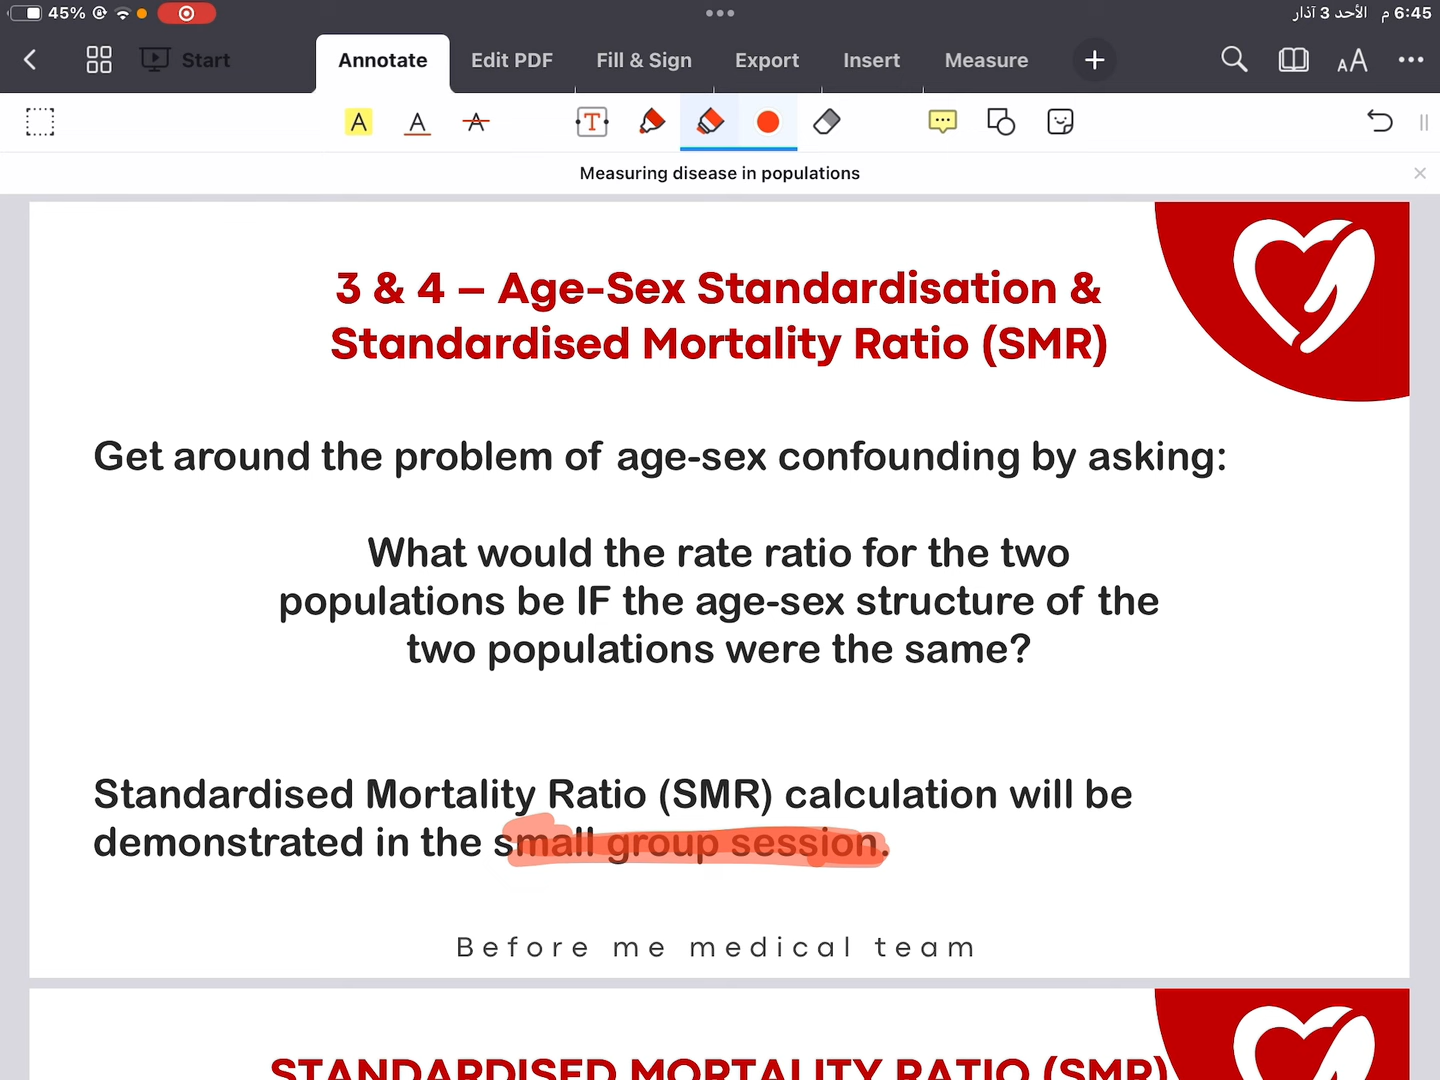 45%
الأحد 3 آذار
6:45 م
Start
Annotate
Edit PDF
Fill & Sign
Export
Insert
Measure
Measuring disease in populations
3 & 4 – Age-Sex Standardisation &
Standardised Mortality Ratio (SMR)
Get around the problem of age-sex confounding by asking:
What would the rate ratio for the two
populations be IF the age-sex structure of the
two populations were the same?
Standardised Mortality Ratio (SMR) calculation will be
demonstrated in the small group session.
Before me medical team
STANDARDISED MORTALITY RATIO (SMR)